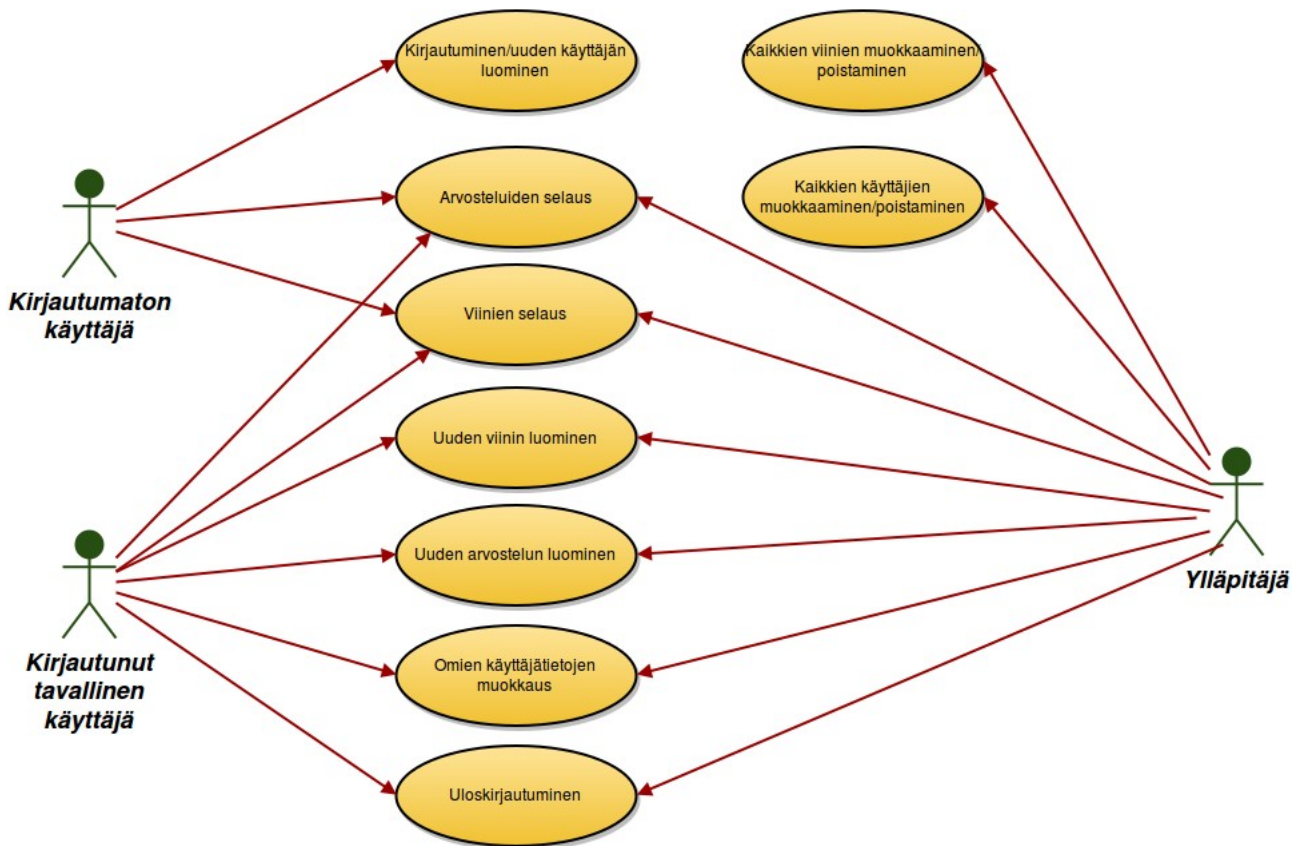 Kirjautuminen/uuden käyttäjän
luominen
Kaikkien viinien muokkaaminen/
poistaminen
Arvosteluiden selaus
Kaikkien käyttäjien
muokkaaminen/poistaminen
Kirjautumaton
käyttäjä
Viinien selaus
Uuden viinin luominen
Uuden arvostelun luominen
Ylläpitäjä
Kirjautunut
tavallinen
käyttäjä
Omien käyttäjätietojen
muokkaus
Uloskirjautuminen